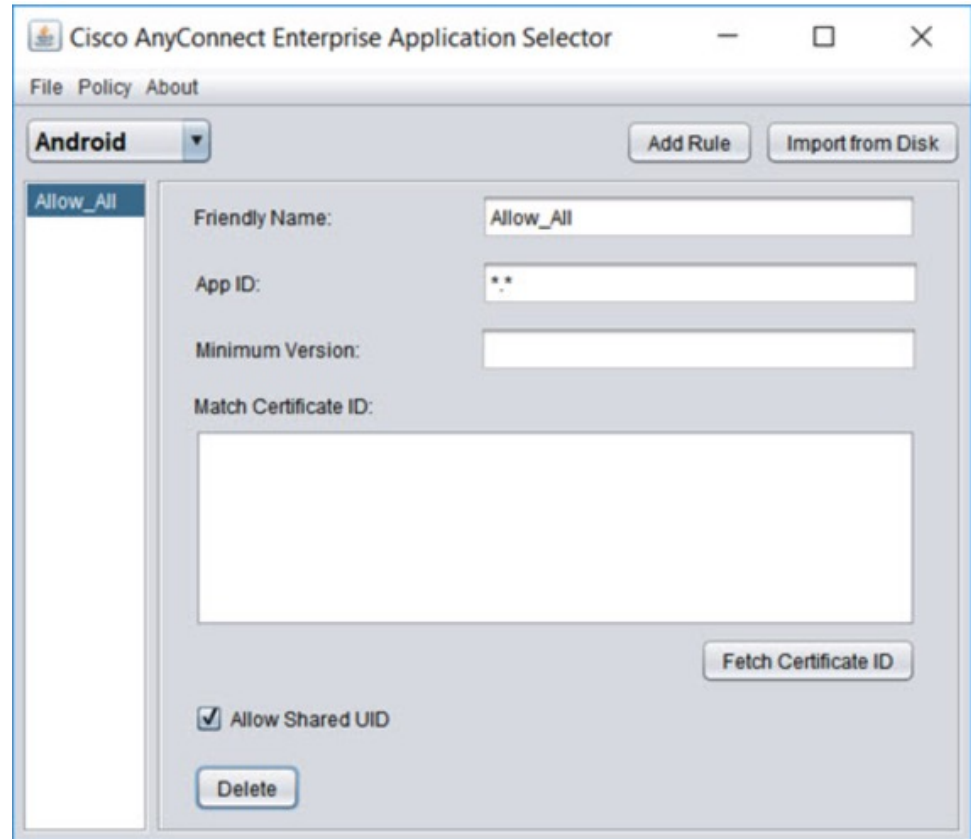 Cisco AnyConnect Enterprise Application Selector
File Policy About
Android
Add Rule
Import from Disk
Allow_All
Friendly Name:
Allow_All
App ID:
*.*
Minimum Version:
Match Certificate ID:
Fetch Certificate ID
Allow Shared UID
Delete